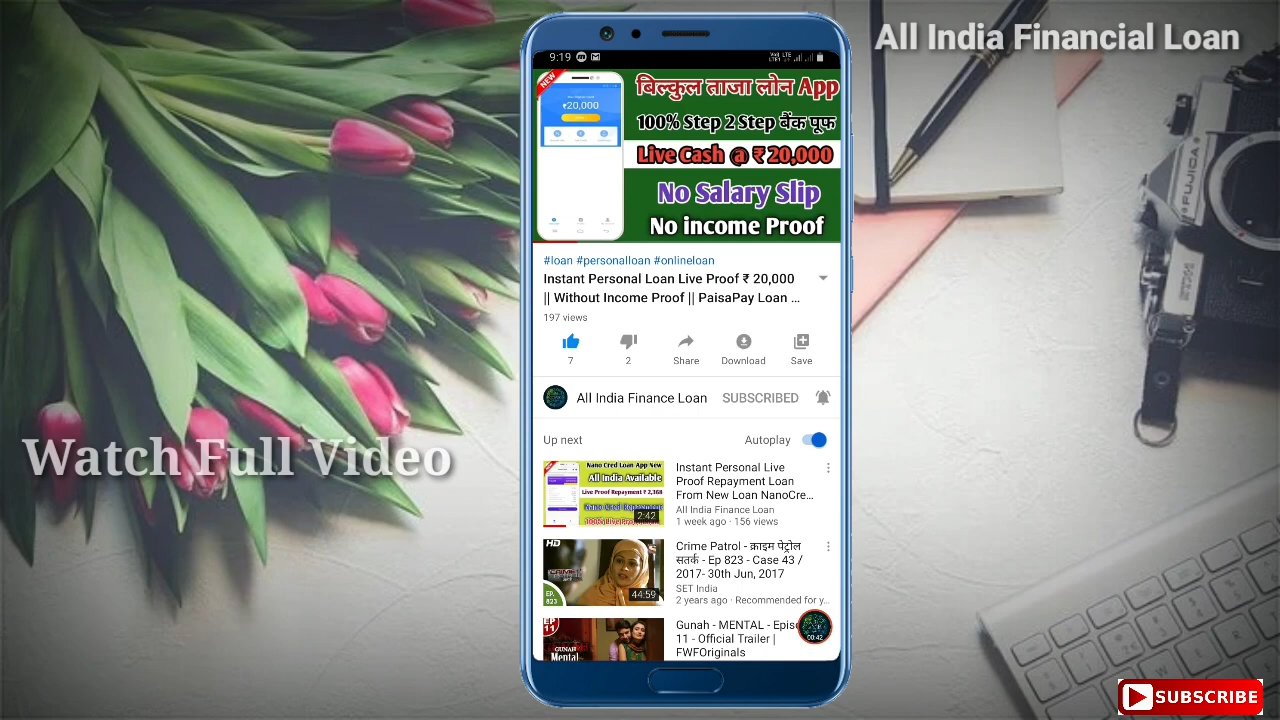 All India Financial Loan
9:19
NEW
₹20,000
बिल्कुल ताजा लोन App
100% Step 2 Step बैंक प्रूफ
Live Cash @ ₹ 20,000
No Salary Slip
No income Proof
#loan #personalloan #onlineloan
Instant Personal Loan Live Proof ₹ 20,000
|| Without Income Proof || PaisaPay Loan ...
197 views
7 2 Share Download Save
All India Finance Loan SUBSCRIBED
Up next Autoplay
Watch Full Video
Nano Cred Loan App New
All India Available
Live Proof Repayment ₹ 2,368
2:42
Instant Personal Live
Proof Repayment Loan
From New Loan NanoCre...
All India Finance Loan
1 week ago · 156 views
HD
EP.
823
44:59
Crime Patrol - क्राइम पेट्रोल
सतर्क - Ep 823 - Case 43 /
2017- 30th Jun, 2017
SET India
2 years ago · Recommended for y...
EP
11
GUNAH
Mental
Gunah - MENTAL - Episo
11 - Official Trailer |
FWFOriginals
00:42
SUBSCRIBE